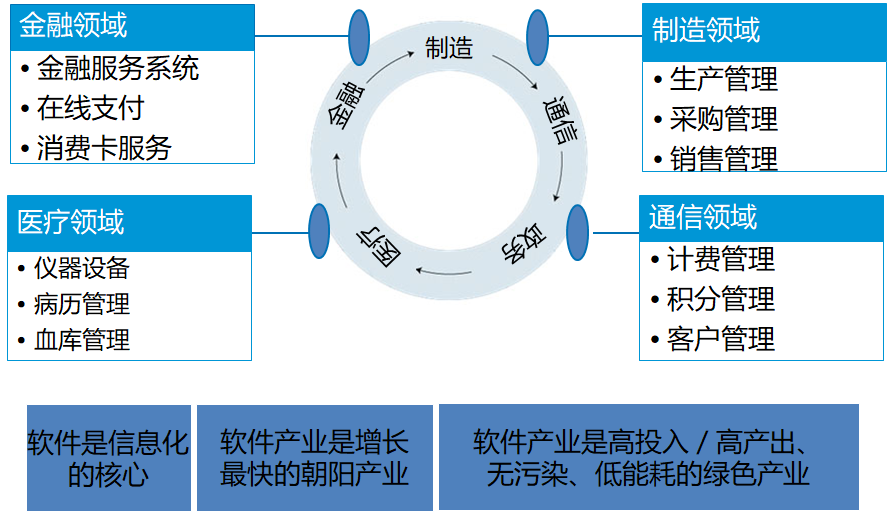 金融领域
• 金融服务系统
• 在线支付
• 消费卡服务
制造领域
• 生产管理
• 采购管理
• 销售管理
制造
通信
政务
医疗
金融
医疗领域
• 仪器设备
• 病历管理
• 血库管理
通信领域
• 计费管理
• 积分管理
• 客户管理
软件是信息化
的核心
软件产业是增长
最快的朝阳产业
软件产业是高投入 / 高产出、
无污染、低能耗的绿色产业